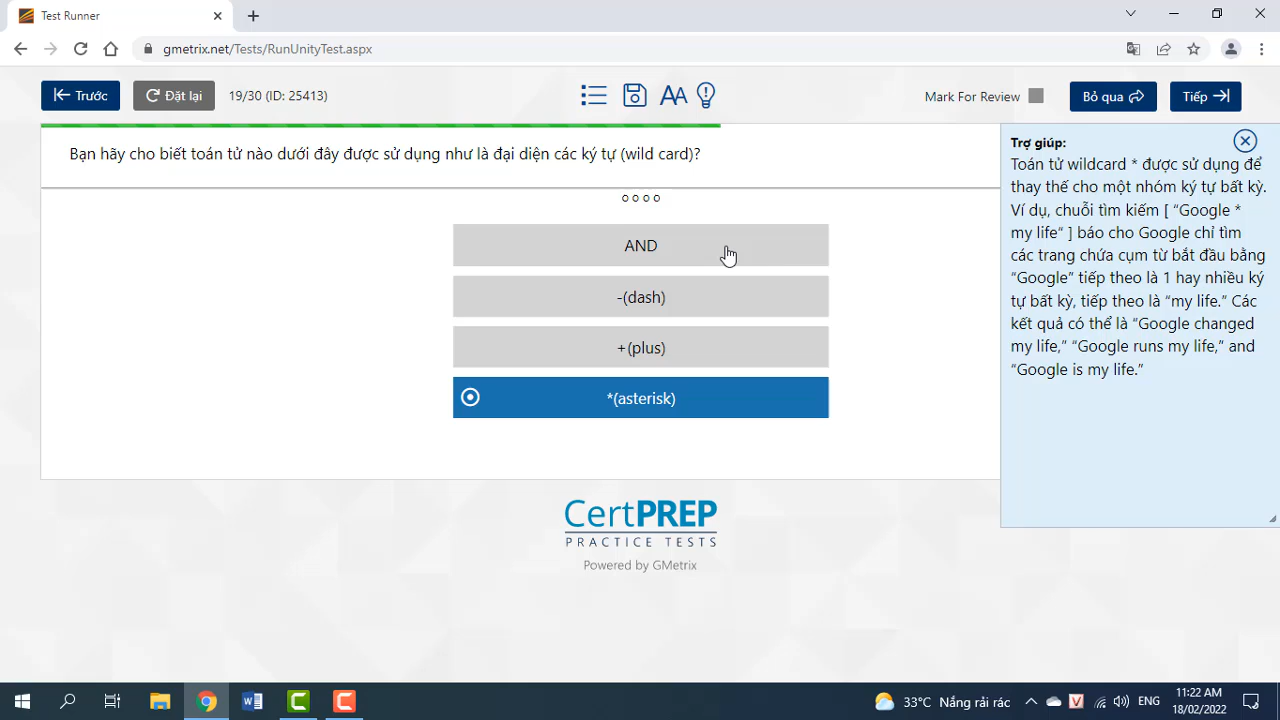 Test Runner
gmetrix.net/Tests/RunUnityTest.aspx
Trước
Đặt lại
19/30 (ID: 25413)
AA
Mark For Review
Bỏ qua
Tiếp
Bạn hãy cho biết toán tử nào dưới đây được sử dụng như là đại diện các ký tự (wild card)?
AND
-(dash)
+(plus)
*(asterisk)
Trợ giúp:
Toán tử wildcard * được sử dụng để
thay thế cho một nhóm ký tự bất kỳ.
Ví dụ, chuỗi tìm kiếm [ “Google *
my life“ ] báo cho Google chỉ tìm
các trang chứa cụm từ bắt đầu bằng
“Google” tiếp theo là 1 hay nhiều ký
tự bất kỳ, tiếp theo là “my life.” Các
kết quả có thể là “Google changed
my life,” “Google runs my life,” and
“Google is my life.”
CertPREP
PRACTICE TESTS
Powered by GMetrix
33°C Nắng rải rác
ENG
11:22 AM
18/02/2022